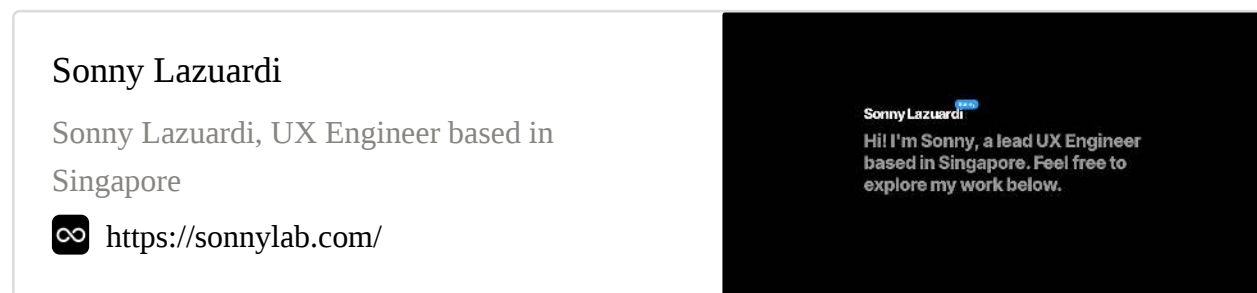 Sonny Lazuardi
Sonny Lazuardi, UX Engineer based in
Singapore
https://sonnylab.com/
Sonny Lazuardi
Hi! I'm Sonny, a lead UX Engineer
based in Singapore. Feel free to
explore my work below.